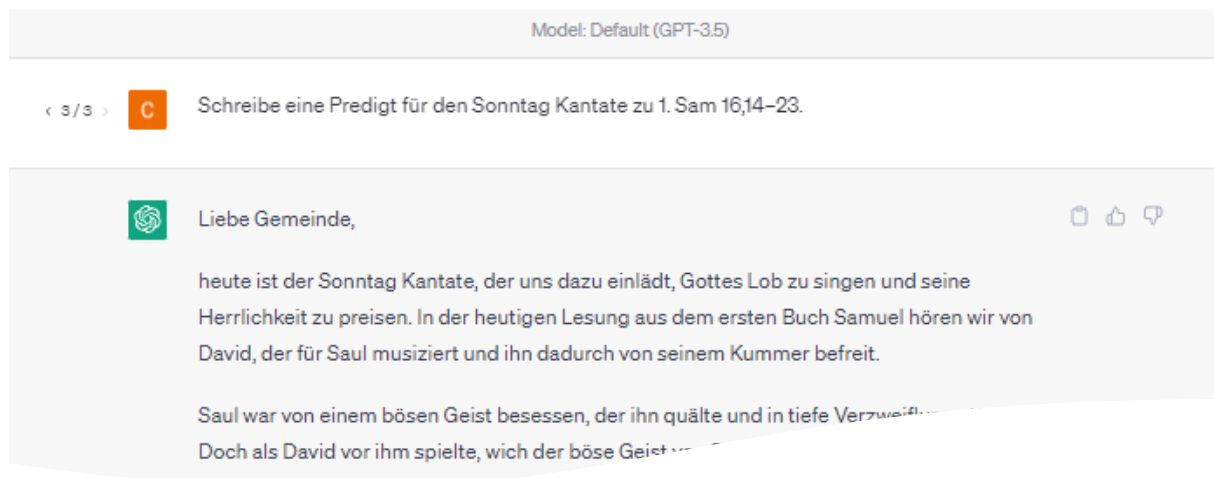 Model: Default (GPT-3.5)
< 3/3 >
C
Schreibe eine Predigt für den Sonntag Kantate zu 1. Sam 16,14–23.
Liebe Gemeinde,
heute ist der Sonntag Kantate, der uns dazu einlädt, Gottes Lob zu singen und seine
Herrlichkeit zu preisen. In der heutigen Lesung aus dem ersten Buch Samuel hören wir von
David, der für Saul musiziert und ihn dadurch von seinem Kummer befreit.
Saul war von einem bösen Geist besessen, der ihn quälte und in tiefe
Doch als David vor ihm spielte, wich der böse Geist